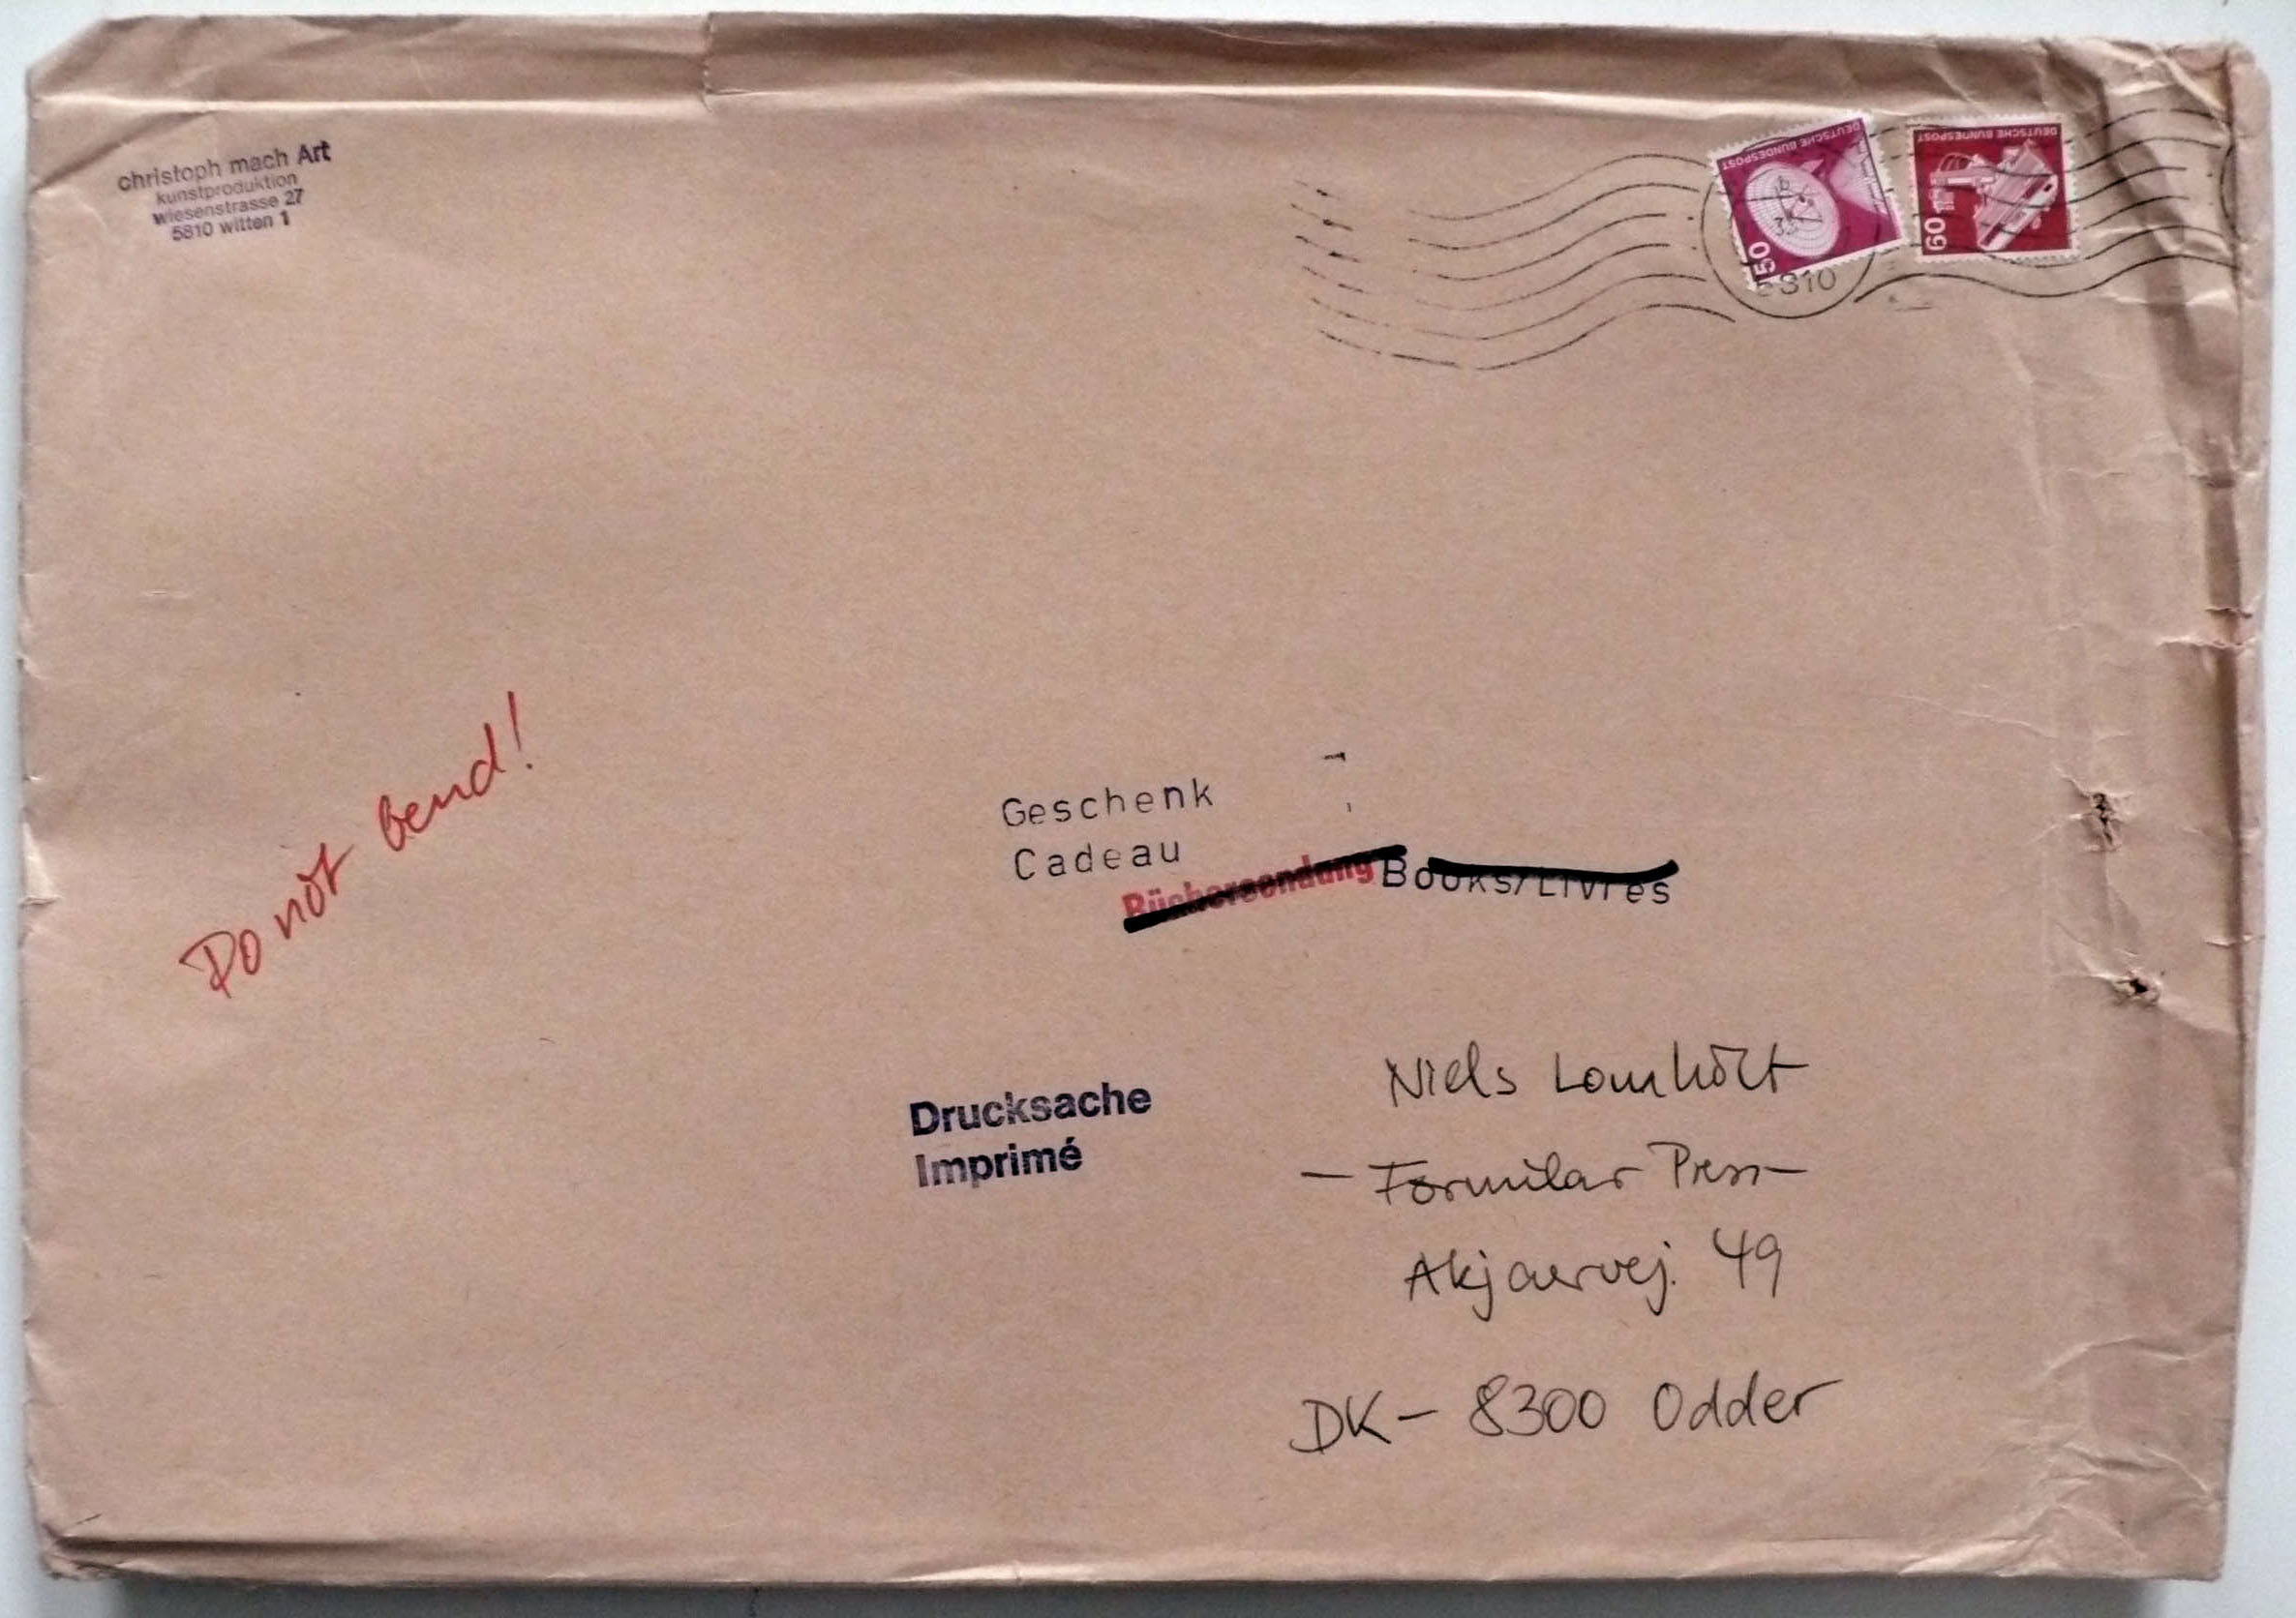 christoph mach Art
kunstproduktion
wiesenstrasse 27
5810 witten 1
DEUTSCHE BUNDESPOST
50
DEUTSCHE BUNDESPOST
60
5810
Do not bend!
Geschenk
Cadeau
Büchersendung Books/Livres
Drucksache
Imprimé
Niels Lomholt
- Formular Press -
Akjaervej. 49
DK - 8300 Odder